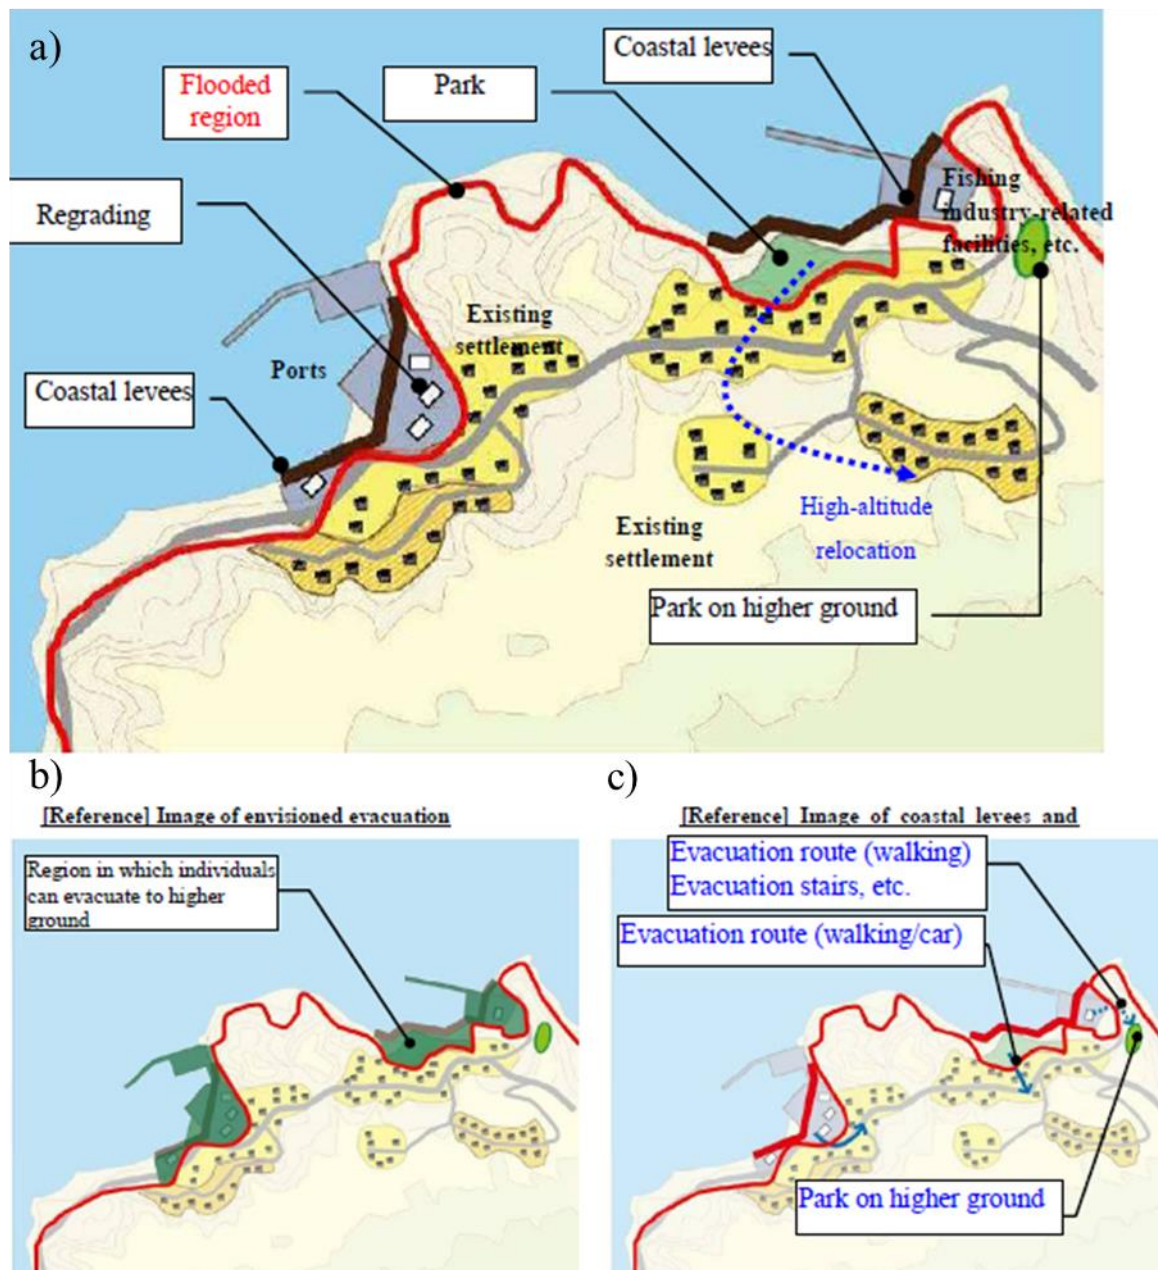 a)
Coastal levees
Flooded
region
Park
Regrading
Fishing
industry-related
facilities, etc.
Existing
settlement
Ports
Coastal levees
High-altitude
relocation
Existing
settlement
Park on higher ground
b)
[Reference] Image of envisioned evacuation
Region in which individuals
can evacuate to higher
ground
c)
[Reference] Image of coastal levees and
Evacuation route (walking)
Evacuation stairs, etc.
Evacuation route (walking/car)
Park on higher ground